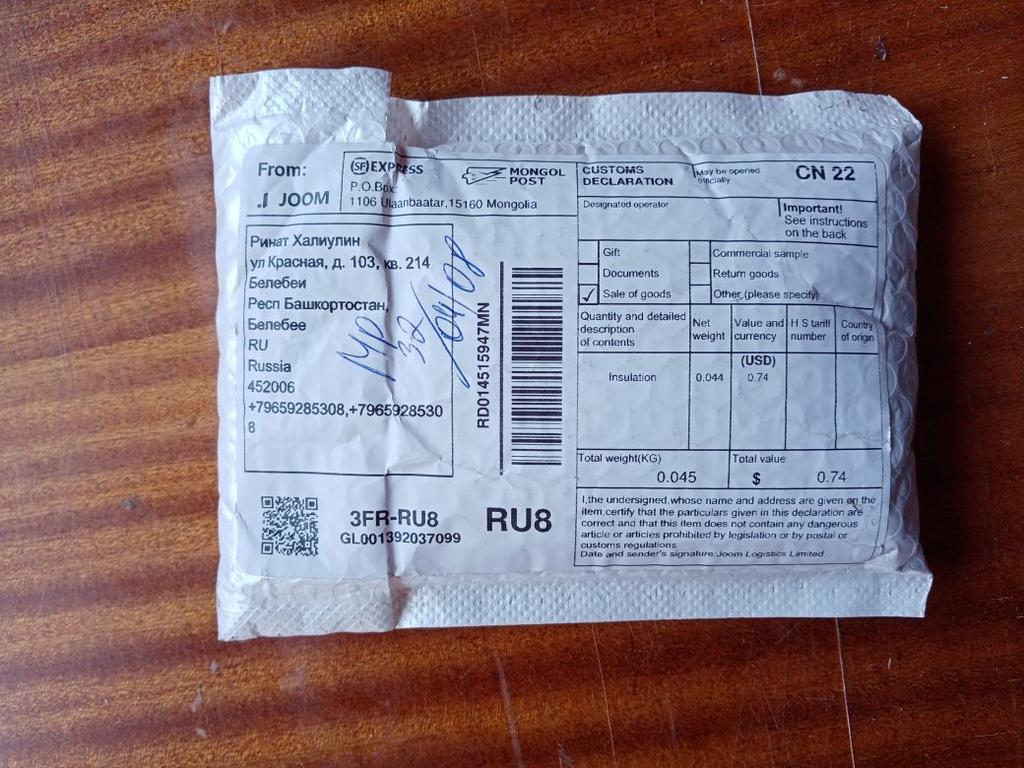 From:
JOOM
SF EXPRESS
MONGOL
POST
P.O.Box:
1106 Ulaanbaatar,15160 Mongolia
Ринат Халиулин
ул Красная, д. 103, кв. 214
Белебеи
Респ Башкортостан,
Белебее
RU
Russia
452006
+79659285308,+7965928530
8
32
04/08
RD014515947MN
3FR-RU8
GL001392037099
RU8
CUSTOMS
DECLARATION
May be opened
officially
CN 22
Designated operator
Important!
See instructions
on the back
Gift
Commercial sample
Documents
Return goods
✓ Sale of goods
Other (please specify)
Quantity and detailed
description
of contents
Net
weight
Value and
currency
H S tariff
number
Country
of origin
(USD)
Insulation 0.044 0.74
Total weight(KG)
0.045
Total value
$ 0.74
I,the undersigned,whose name and address are given on the
item,certify that the particulars given in this declaration are
correct and that this item does not contain any dangerous
article or articles prohibited by legislation or by postal or
customs regulations
Date and sender's signature:Joom Logistics Limited